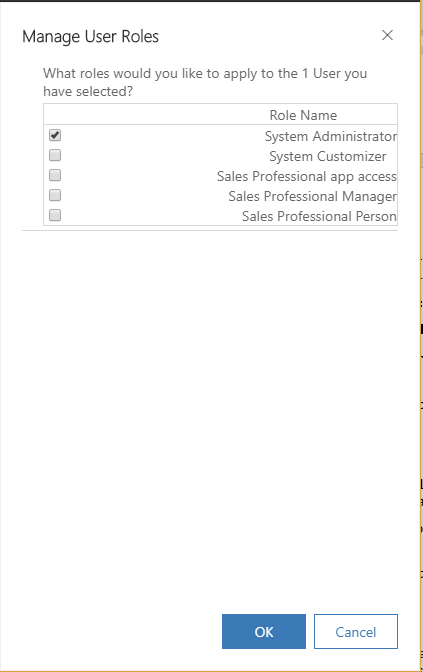 Manage User Roles
What roles would you like to apply to the 1 User you
have selected?
Role Name
System Administrator
System Customizer
Sales Professional app access
Sales Professional Manager
Sales Professional Person
OK
Cancel